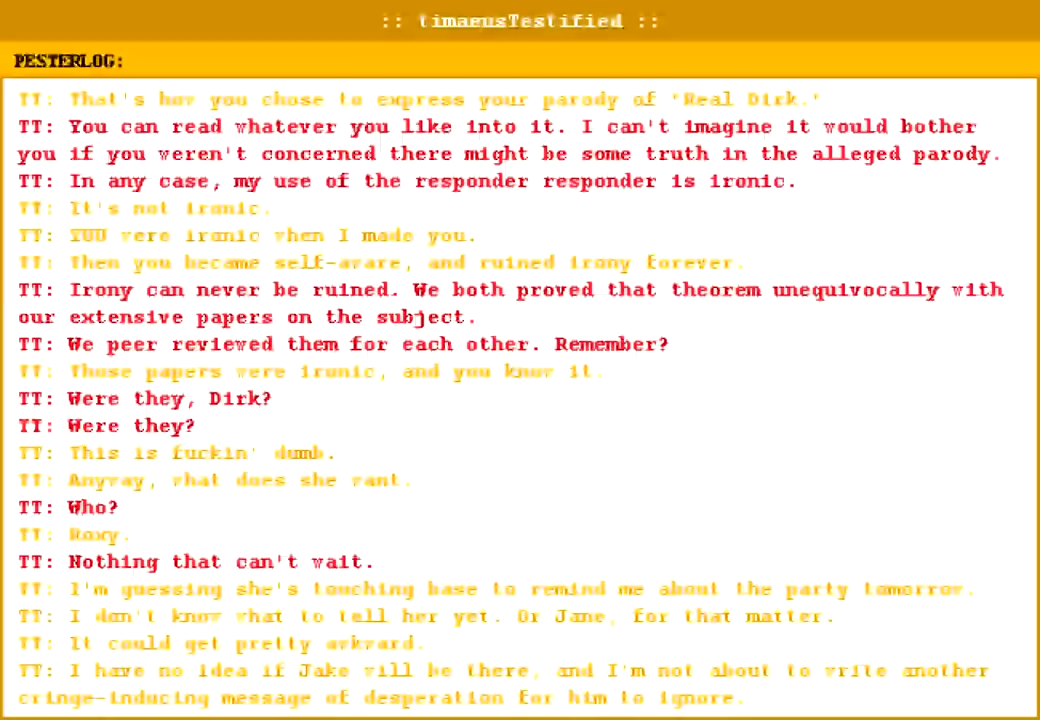 :: timaeusTestified ::
PESTERLOG:
TT: That's how you chose to express your parody of "Real Dirk."
TT: You can read whatever you like into it. I can't imagine it would bother
you if you weren't concerned there might be some truth in the alleged parody.
TT: In any case, my use of the responder responder is ironic.
TT: It's not ironic.
TT: YOU were ironic when I made you.
TT: Then you became self-aware, and ruined irony forever.
TT: Irony can never be ruined. We both proved that theorem unequivocally with
our extensive papers on the subject.
TT: We peer reviewed them for each other. Remember?
TT: Those papers were ironic, and you know it.
TT: Were they, Dirk?
TT: Were they?
TT: This is fuckin' dumb.
TT: Anyway, what does she want.
TT: Who?
TT: Roxy.
TT: Nothing that can't wait.
TT: I'm guessing she's touching base to remind me about the party tomorrow.
TT: I don't know what to tell her yet. Or Jane, for that matter.
TT: It could get pretty awkward.
TT: I have no idea if Jake will be there, and I'm not about to write another
cringe-inducing message of desperation for him to ignore.